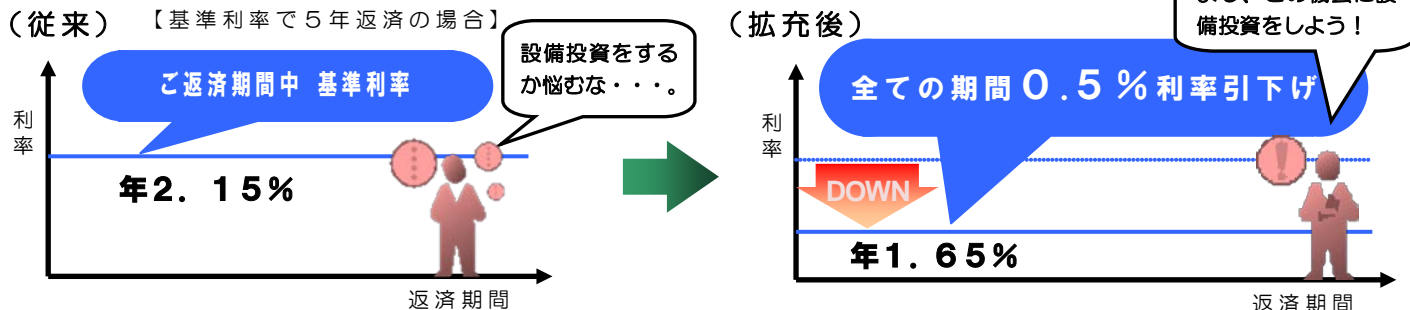 （従来）
【基準利率で５年返済の場合】
設備投資をする
か悩むな・・・。
ご返済期間中 基準利率
利
率
年２．１５％
返済期間
（拡充後）
備投資をしよう！
全ての期間０.５％利率引下げ
利
率
DOWN
年１．６５％
返済期間